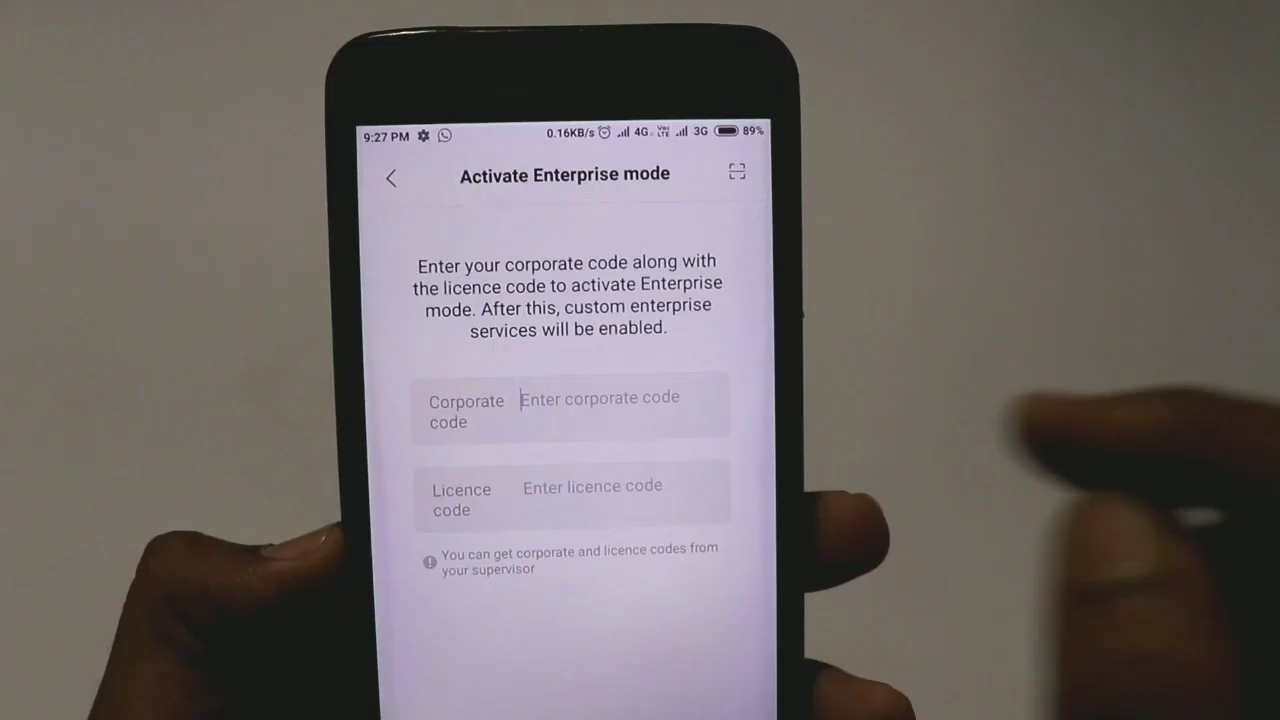 9:27 PM 0.16KB/s 4G VoLTE 3G 89%
Activate Enterprise mode
Enter your corporate code along with
the licence code to activate Enterprise
mode. After this, custom enterprise
services will be enabled.
Corporate Enter corporate code
code
Licence Enter licence code
code
You can get corporate and licence codes from
your supervisor